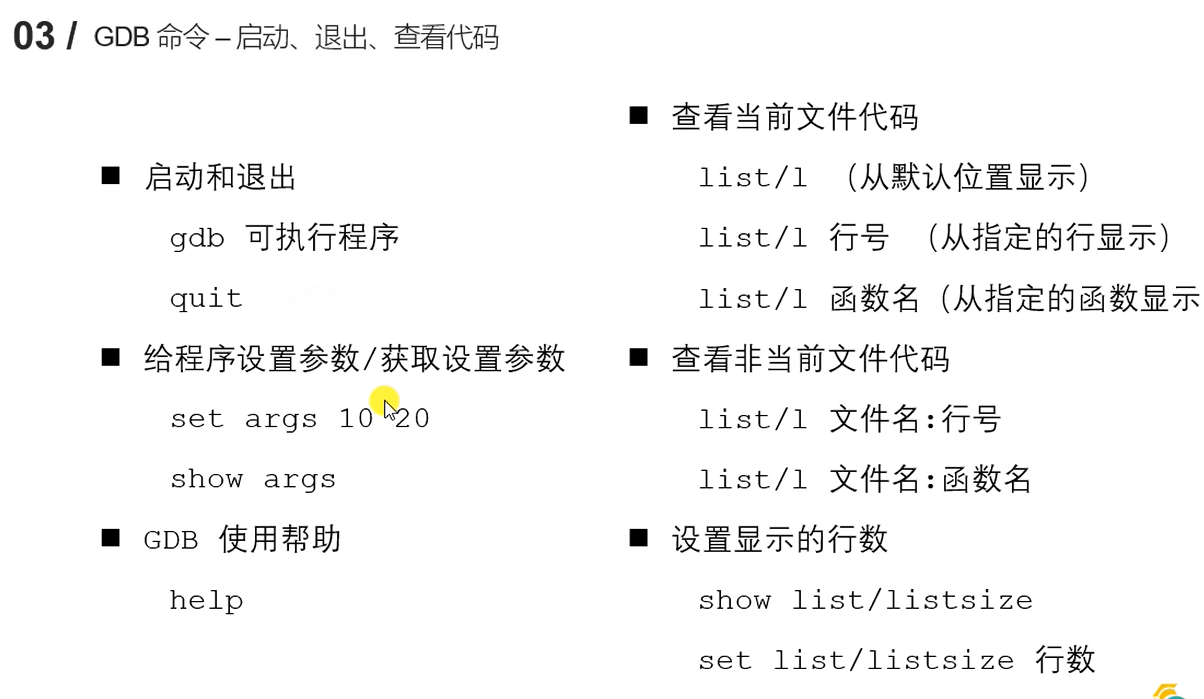 03 / GDB 命令 – 启动、退出、查看代码
■ 启动和退出
gdb 可执行程序
quit
■ 给程序设置参数/获取设置参数
set args 10 20
show args
■ GDB 使用帮助
help
■ 查看当前文件代码
list/l （从默认位置显示）
list/l 行号 （从指定的行显示）
list/l 函数名（从指定的函数显示
■ 查看非当前文件代码
list/l 文件名:行号
list/l 文件名:函数名
■ 设置显示的行数
show list/listsize
set list/listsize 行数